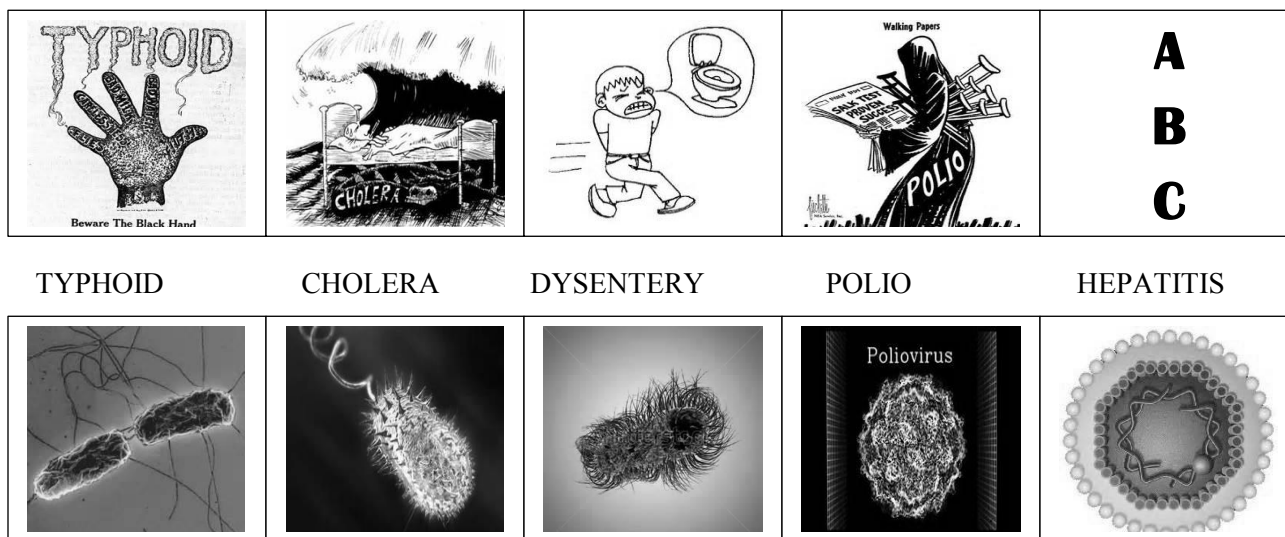 TYPHOID
Beware The Black Hand
CHOLERA
Walking Papers
SALK TEST
PROVEN
SUCCESS
POLIO
A
B
C
TYPHOID CHOLERA DYSENTERY POLIO HEPATITIS
Poliovirus